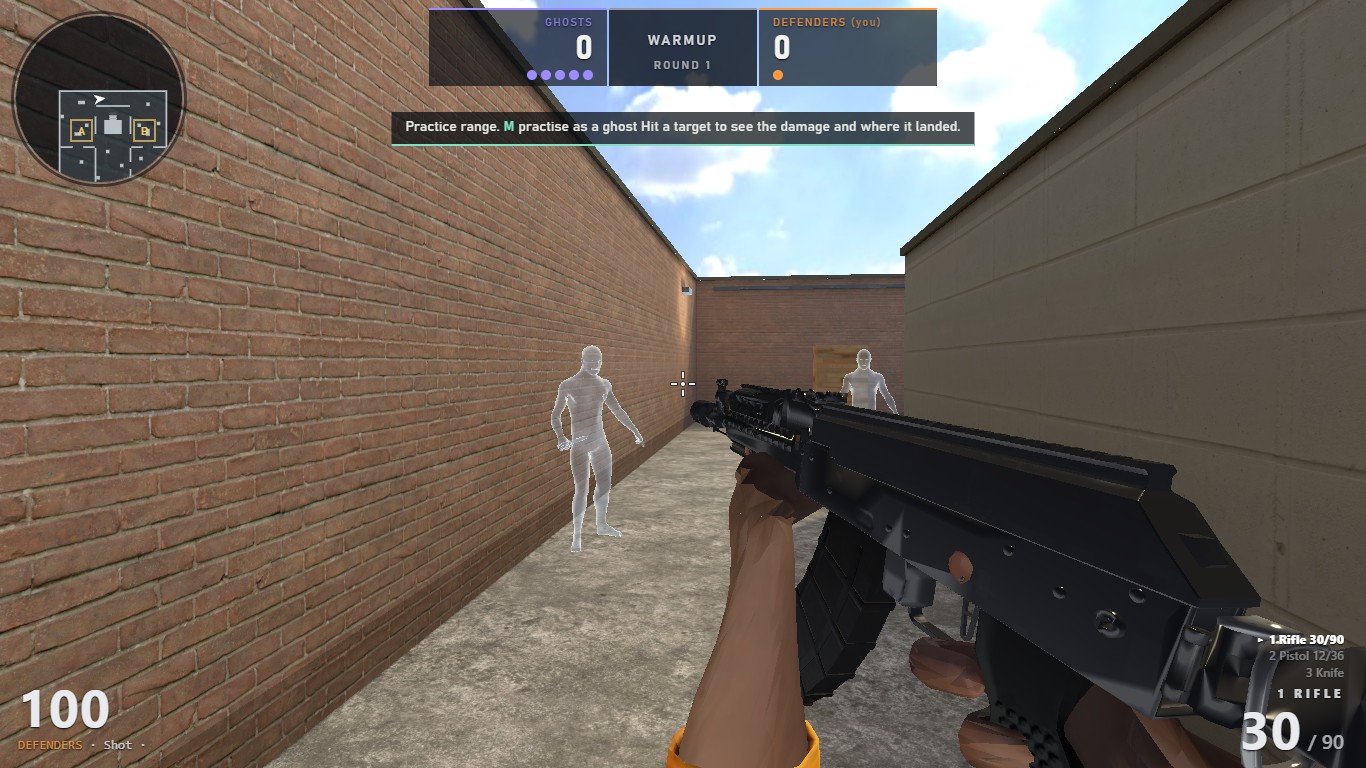 GHOSTS
0
WARMUP
ROUND 1
DEFENDERS (you)
0
Practice range. M practise as a ghost Hit a target to see the damage and where it landed.
A
B
▸ 1.Rifle 30/90
2 Pistol 12/36
3 Knife
1 RIFLE
30 / 90
100
DEFENDERS · Shot ·